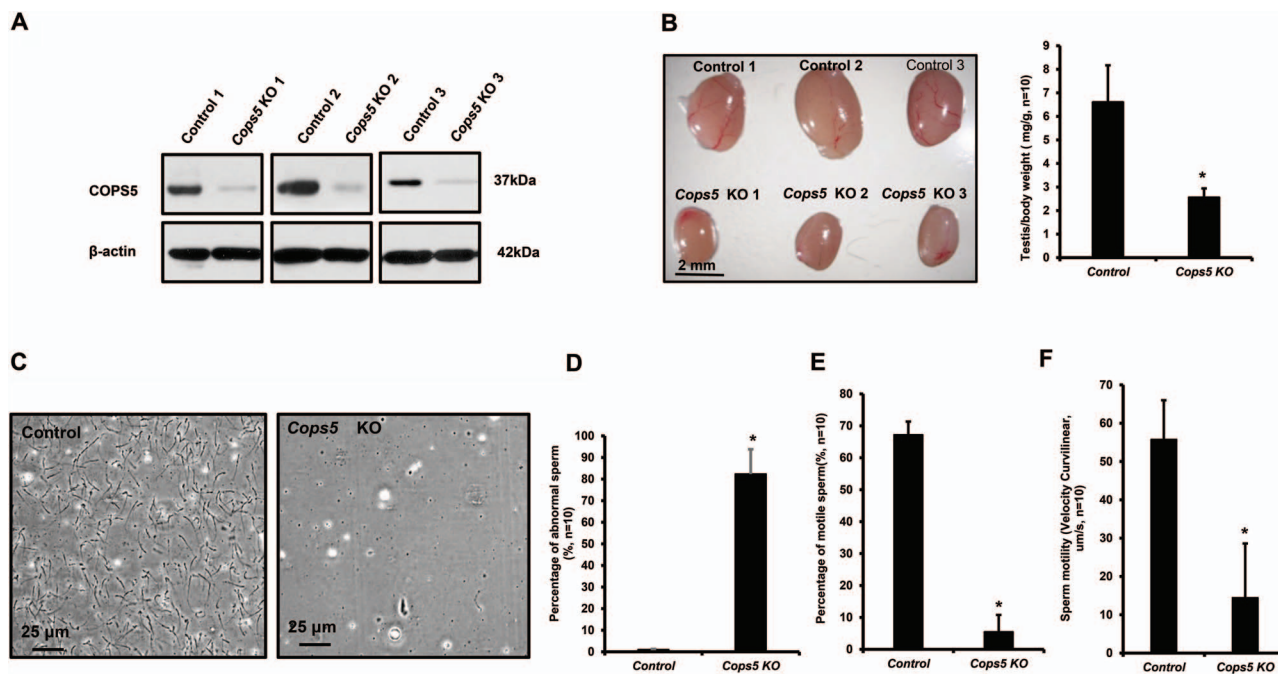 A
Control 1
Cops5 KO 1
Control 2
Cops5 KO 2
Control 3
Cops5 KO 3
COPS5
37kDa
β-actin
42kDa
B
Control 1
Control 2
Control 3
Cops5 KO 1
Cops5 KO 2
Cops5 KO 3
2 mm
Testis/body weight ( mg/g, n=10)
9
8
7
6
5
4
3
2
1
0
*
Control
Cops5 KO
C
Control
25 µm
Cops5 KO
25 µm
D
Percentage of abnormal sperm
(%, n=10)
100
90
80
70
60
50
40
30
20
10
0
*
Control
Cops5 KO
E
Percentage of motile sperm(%, n=10)
80
70
60
50
40
30
20
10
0
*
Control
Cops5 KO
F
Sperm motility (Velocity Curvilinear,
um/s, n=10)
70
60
50
40
30
20
10
0
*
Control
Cops5 KO